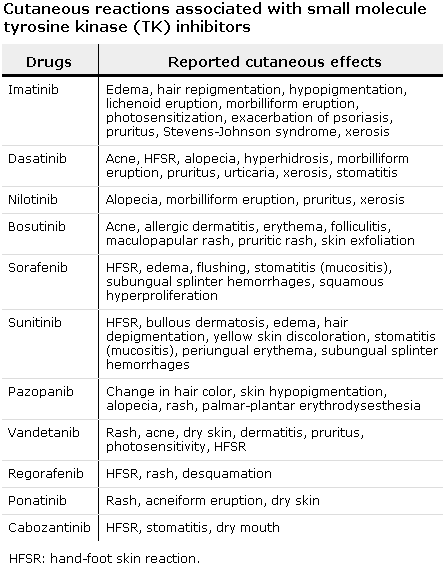 Cutaneous reactions associated with small molecule
tyrosine kinase (TK) inhibitors
Drugs Reported cutaneous effects
Imatinib Edema, hair repigmentation, hypopigmentation,
lichenoid eruption, morbilliform eruption,
photosensitization, exacerbation of psoriasis,
pruritus, Stevens-Johnson syndrome, xerosis
Dasatinib Acne, HFSR, alopecia, hyperhidrosis, morbilliform
eruption, pruritus, urticaria, xerosis, stomatitis
Nilotinib Alopecia, morbilliform eruption, pruritus, xerosis
Bosutinib Acne, allergic dermatitis, erythema, folliculitis,
maculopapular rash, pruritic rash, skin exfoliation
Sorafenib HFSR, edema, flushing, stomatitis (mucositis),
subungual splinter hemorrhages, squamous
hyperproliferation
Sunitinib HFSR, bullous dermatosis, edema, hair
depigmentation, yellow skin discoloration, stomatitis
(mucositis), periungual erythema, subungual splinter
hemorrhages
Pazopanib Change in hair color, skin hypopigmentation,
alopecia, rash, palmar-plantar erythrodysesthesia
Vandetanib Rash, acne, dry skin, dermatitis, pruritus,
photosensitivity, HFSR
Regorafenib HFSR, rash, desquamation
Ponatinib Rash, acneiform eruption, dry skin
Cabozantinib HFSR, stomatitis, dry mouth
HFSR: hand-foot skin reaction.